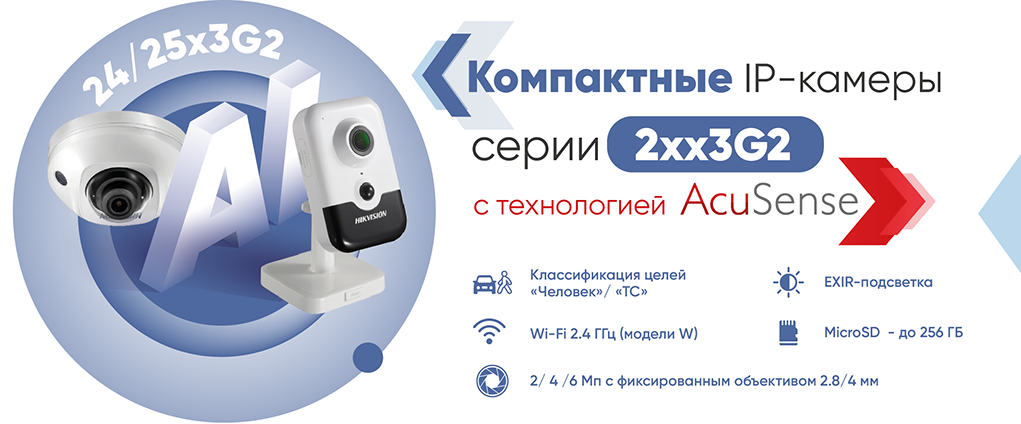 24/25x3G2
AI
HIKVISION
HIKVISION
Компактные IP-камеры
серии 2xx3G2
с технологией AcuSense
Классификация целей
«Человек»/ «ТС»
EXIR-подсветка
Wi-Fi 2.4 ГГц (модели W)
MicroSD - до 256 ГБ
2/ 4 /6 Мп с фиксированным объективом 2.8/4 мм